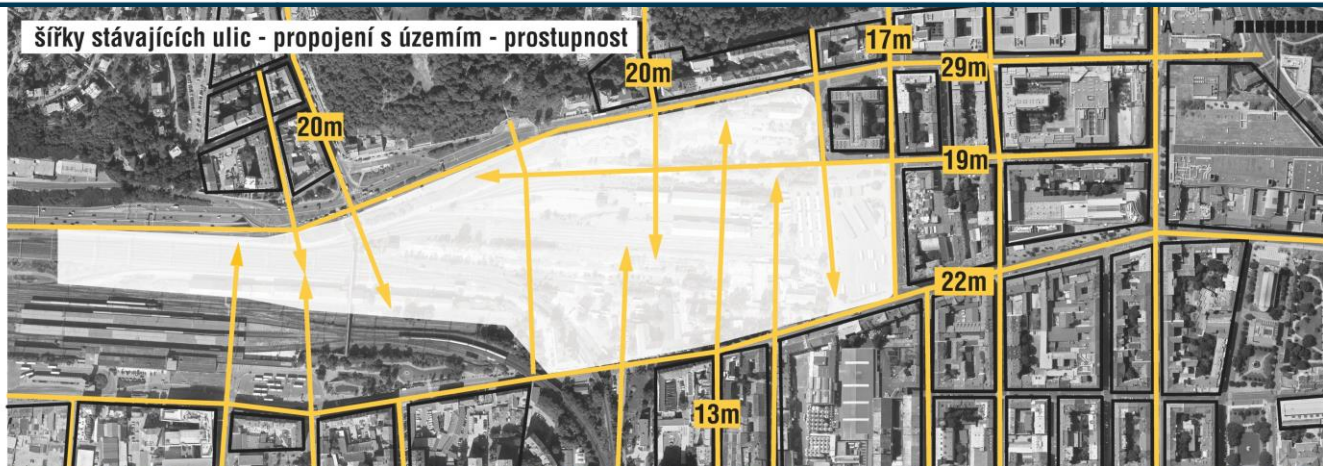 šířky stávajících ulic - propojení s územím - prostupnost
17m
29m
20m
20m
19m
22m
13m